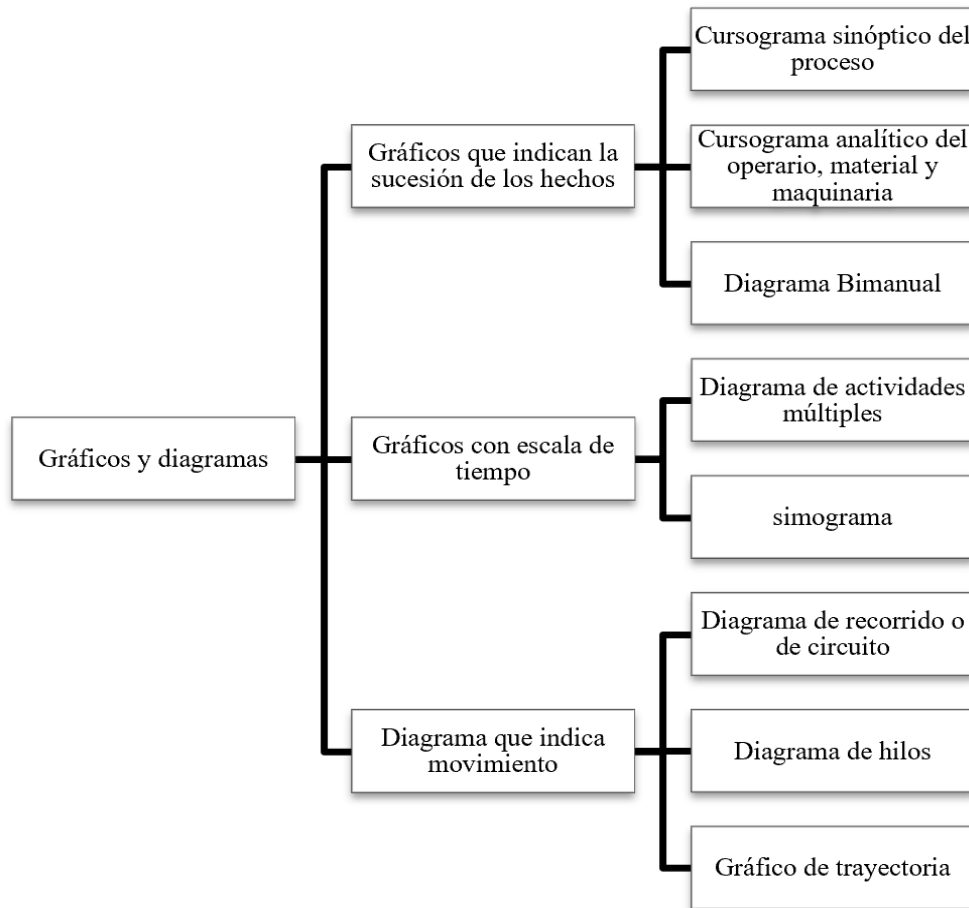 Gráficos y diagramas
Gráficos que indican la
sucesión de los hechos
Cursograma sinóptico del
proceso
Cursograma analítico del
operario, material y
maquinaria
Diagrama Bimanual
Gráficos con escala de
tiempo
Diagrama de actividades
múltiples
simograma
Diagrama que indica
movimiento
Diagrama de recorrido o
de circuito
Diagrama de hilos
Gráfico de trayectoria